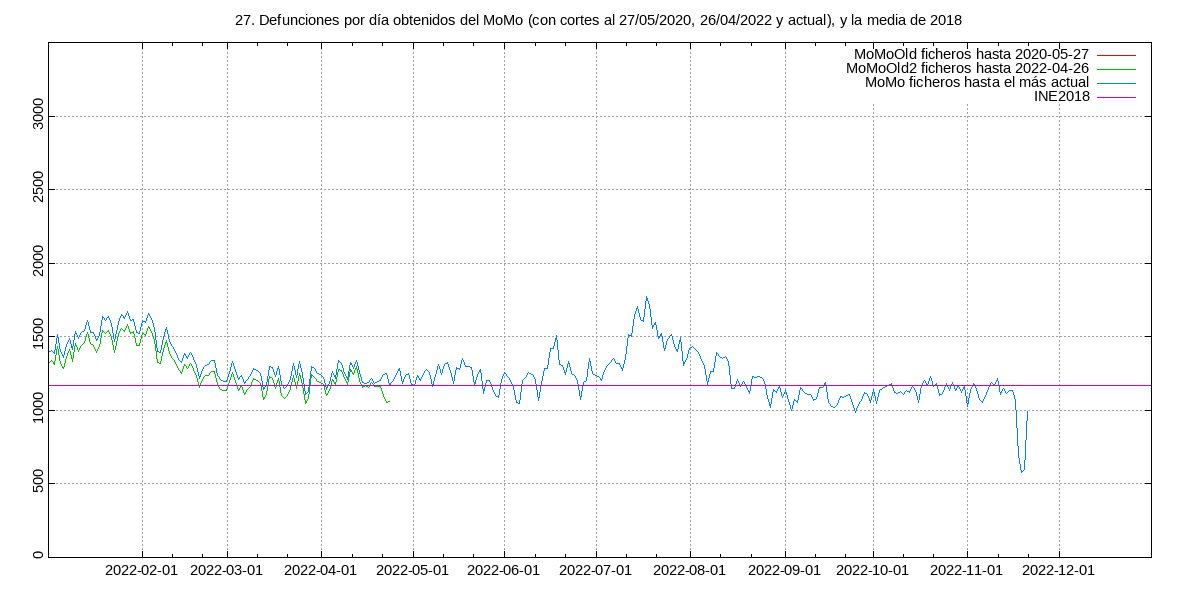 27. Defunciones por día obtenidos del MoMo (con cortes al 27/05/2020, 26/04/2022 y actual), y la media de 2018
MoMoOld ficheros hasta 2020-05-27
MoMoOld2 ficheros hasta 2022-04-26
MoMo ficheros hasta el más actual
INE2018
3000
2500
2000
1500
1000
500
0
2022-02-01 2022-03-01 2022-04-01 2022-05-01 2022-06-01 2022-07-01 2022-08-01 2022-09-01 2022-10-01 2022-11-01 2022-12-01